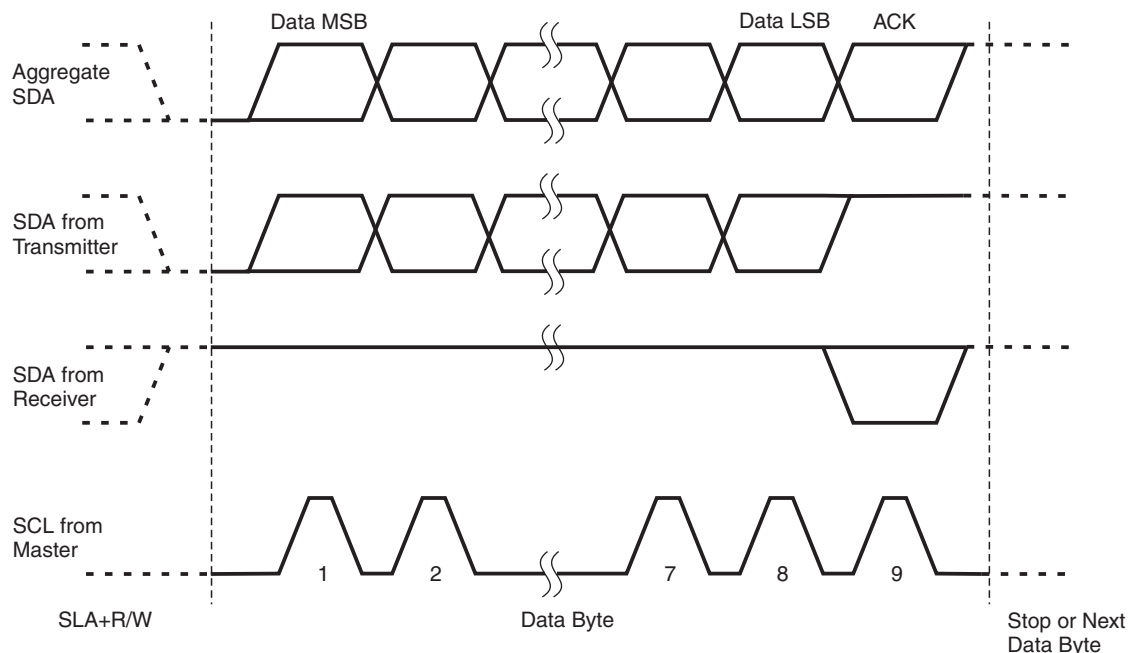 Data MSB
Data LSB
ACK
Aggregate
SDA
SDA from
Transmitter
SDA from
Receiver
SCL from
Master
1
2
7
8
9
SLA+R/W
Data Byte
Stop or Next
Data Byte